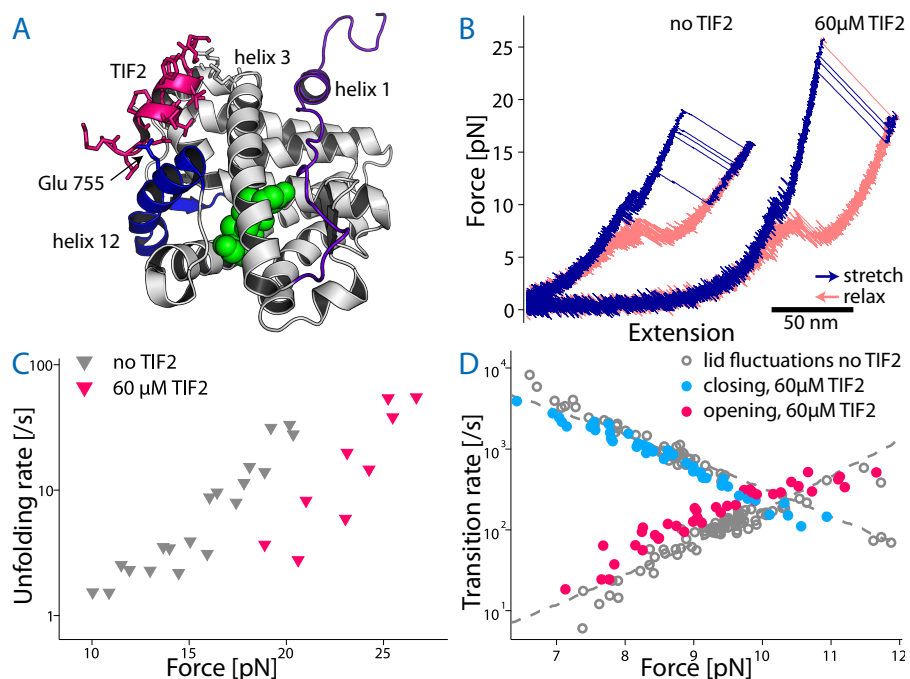 A
TIF2
helix 3
helix 1
Glu 755
helix 12
B
no TIF2
60µM TIF2
Force [pN]
25
20
15
10
5
0
stretch
relax
50 nm
Extension
C
no TIF2
60 µM TIF2
Unfolding rate [/s]
100
10
1
10
15
20
25
Force [pN]
D
lid fluctuations no TIF2
closing, 60µM TIF2
opening, 60µM TIF2
Transition rate [/s]
10⁴
10³
10²
10¹
7
8
9
10
11
12
Force [pN]